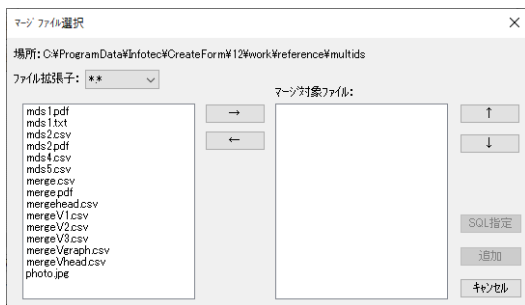 マージ ファイル選択
場所: C:¥ProgramData¥Infotec¥CreateForm¥12¥work¥reference¥multids
ファイル拡張子: *.*
マージ対象ファイル:
mds1.pdf
mds1.txt
mds2.csv
mds2.pdf
mds4.csv
mds5.csv
merge.csv
merge.pdf
mergehead.csv
mergeV1.csv
mergeV2.csv
mergeV3.csv
mergeVgraph.csv
mergeVhead.csv
photo.jpg
→
←
↑
↓
SQL指定
追加
キャンセル